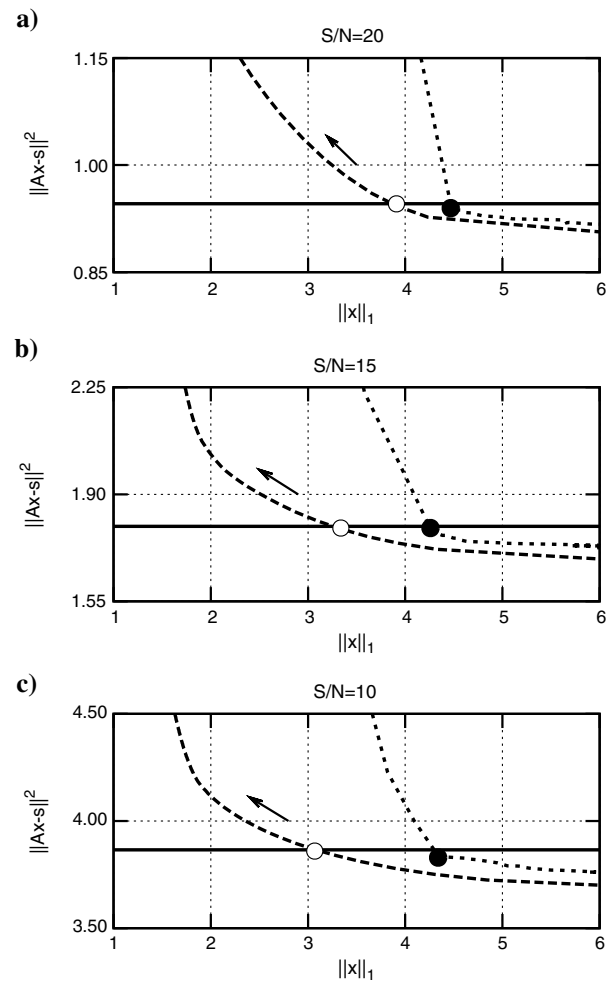 a)
S/N=20
1.15
1.00
0.85
||Ax-s||²
1 2 3 4 5 6
||x||₁
b)
S/N=15
2.25
1.90
1.55
||Ax-s||²
1 2 3 4 5 6
||x||₁
c)
S/N=10
4.50
4.00
3.50
||Ax-s||²
1 2 3 4 5 6
||x||₁